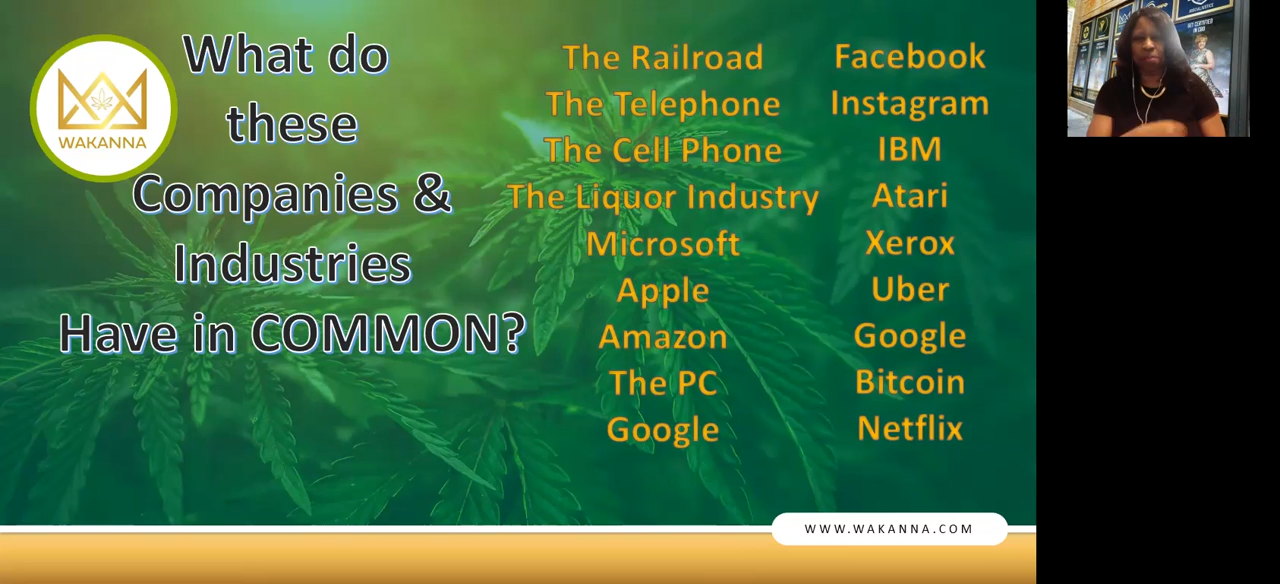 What do
these
Companies &
Industries
Have in COMMON?
WAKANNA
The Railroad
The Telephone
The Cell Phone
The Liquor Industry
Microsoft
Apple
Amazon
The PC
Google
Facebook
Instagram
IBM
Atari
Xerox
Uber
Google
Bitcoin
Netflix
WWW.WAKANNA.COM